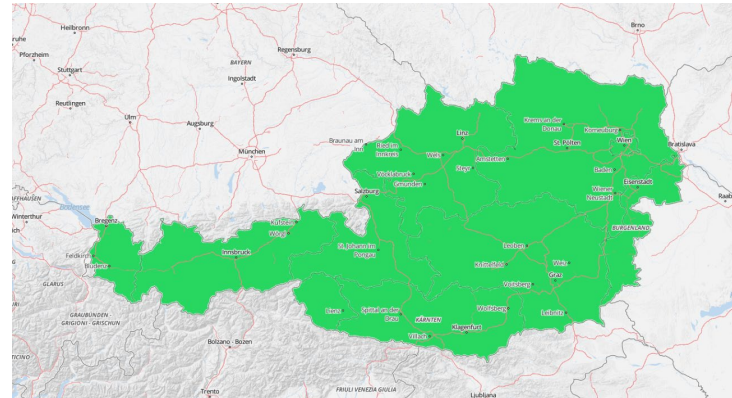 Heilbronn
Brno
Pforzheim
Regensburg
Stuttgart
BAYERN
Ingolstadt
Reutlingen
Ulm
Augsburg
Krems an der
Donau
Korneuburg
Linz
München
Braunau am
Inn
Ried im
Innkreis
Wels
Amstetten
St. Pölten
Wien
Bratislava
Steyr
Vöcklabruck
Gmunden
Baden
Eisenstadt
Salzburg
Wiener
Neustadt
Raab
Winterthur
Bregenz
Kufstein
Wörgl
BURGENLAND
Feldkirch
Bludenz
Innsbruck
St. Johann im
Pongau
Leoben
Knittelfeld
Weiz
Graz
GLARUS
Voitsberg
GRAUBÜNDEN -
GRIGIONI - GRISCHUN
Lienz
Spittal an der
Drau
KÄRNTEN
Wolfsberg
Leibnitz
Klagenfurt
Villach
Bolzano - Bozen
TICINO
Trento
FRIULI VENEZIA GIULIA
Ljubljana